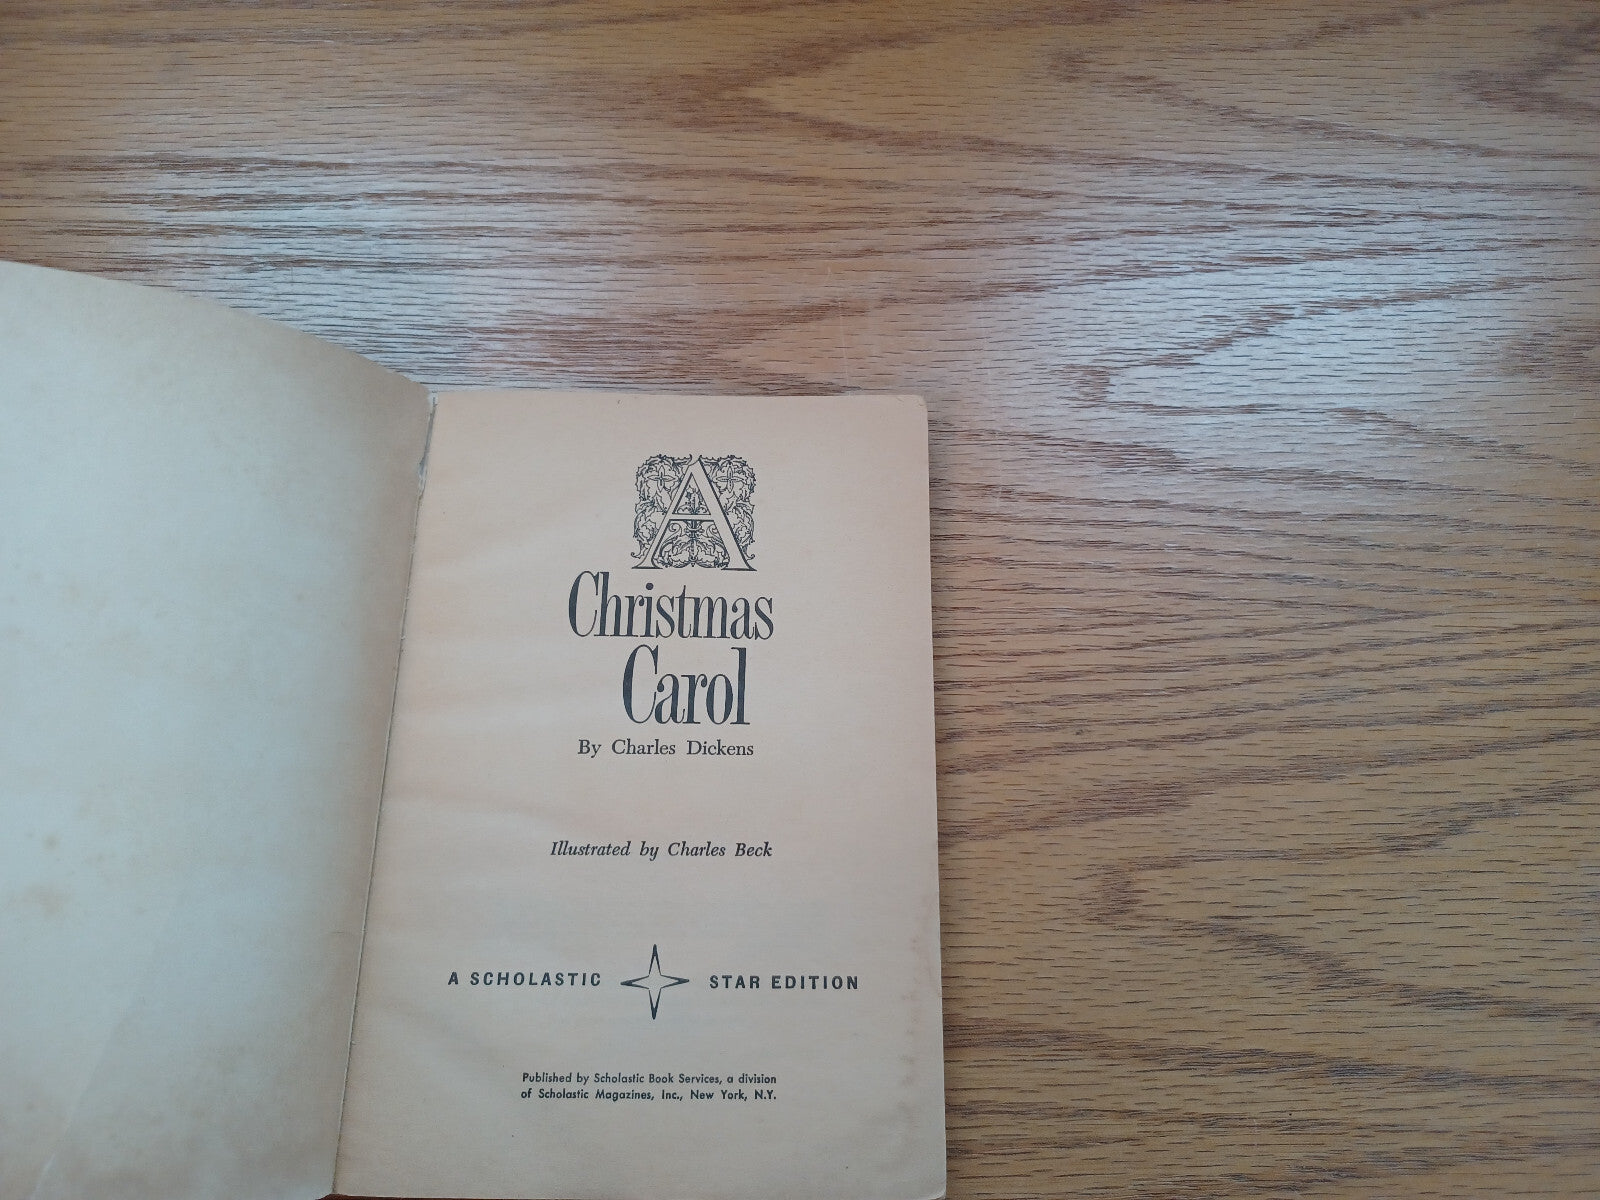 A
Christmas
Carol
By Charles Dickens
Illustrated by Charles Beck
A SCHOLASTIC STAR EDITION
Published by Scholastic Book Services, a division
of Scholastic Magazines, Inc., New York, N.Y.